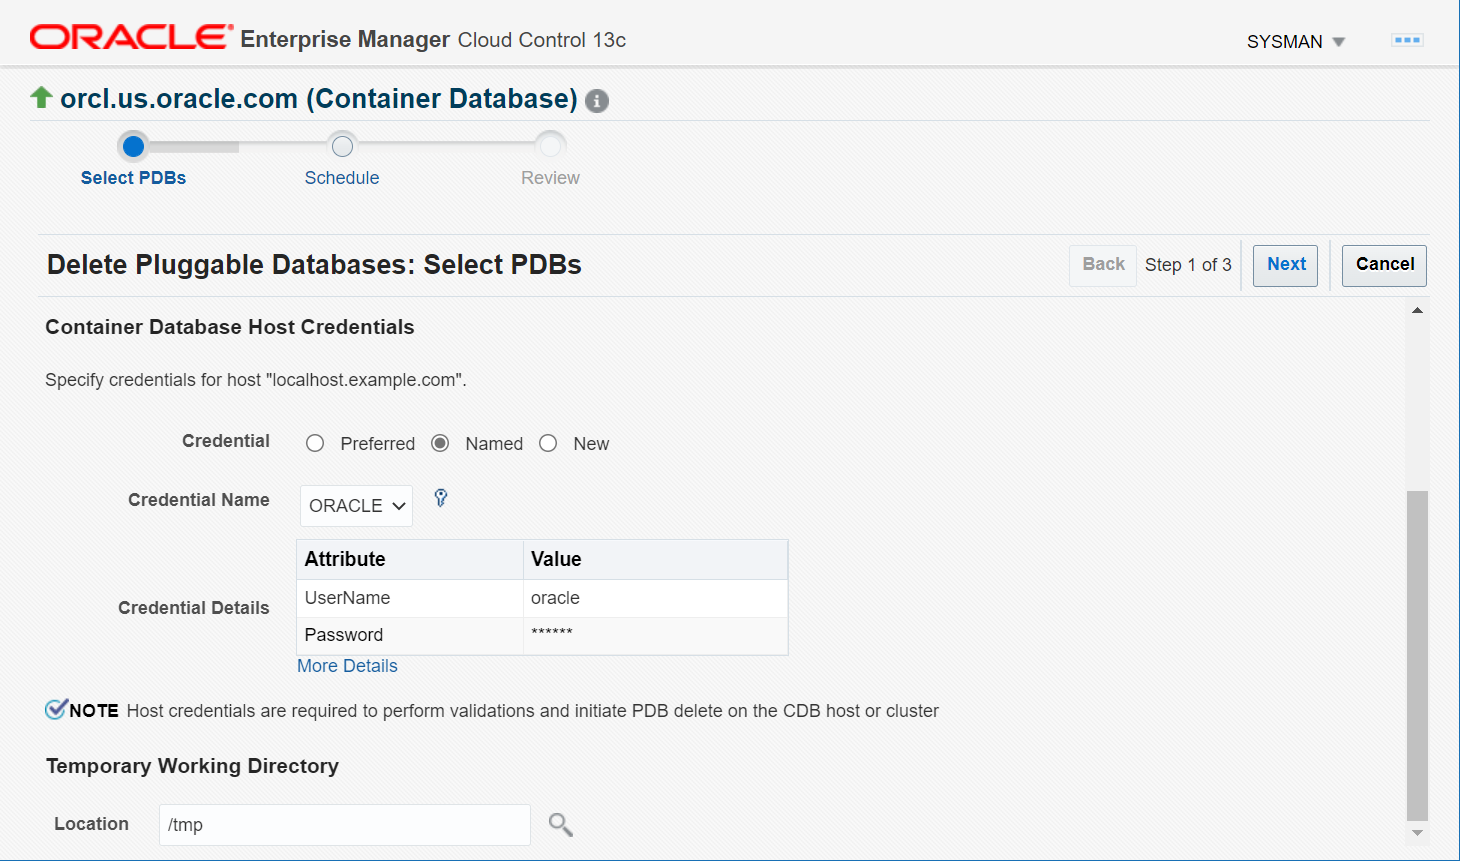 ORACLE Enterprise Manager Cloud Control 13c
SYSMAN
orcl.us.oracle.com (Container Database)
Select PDBs
Schedule
Review
Delete Pluggable Databases: Select PDBs
Back Step 1 of 3 Next Cancel
Container Database Host Credentials
Specify credentials for host "localhost.example.com".
Credential Preferred Named New
Credential Name ORACLE
Attribute Value
UserName oracle
Credential Details
Password ******
More Details
NOTE Host credentials are required to perform validations and initiate PDB delete on the CDB host or cluster
Temporary Working Directory
Location /tmp